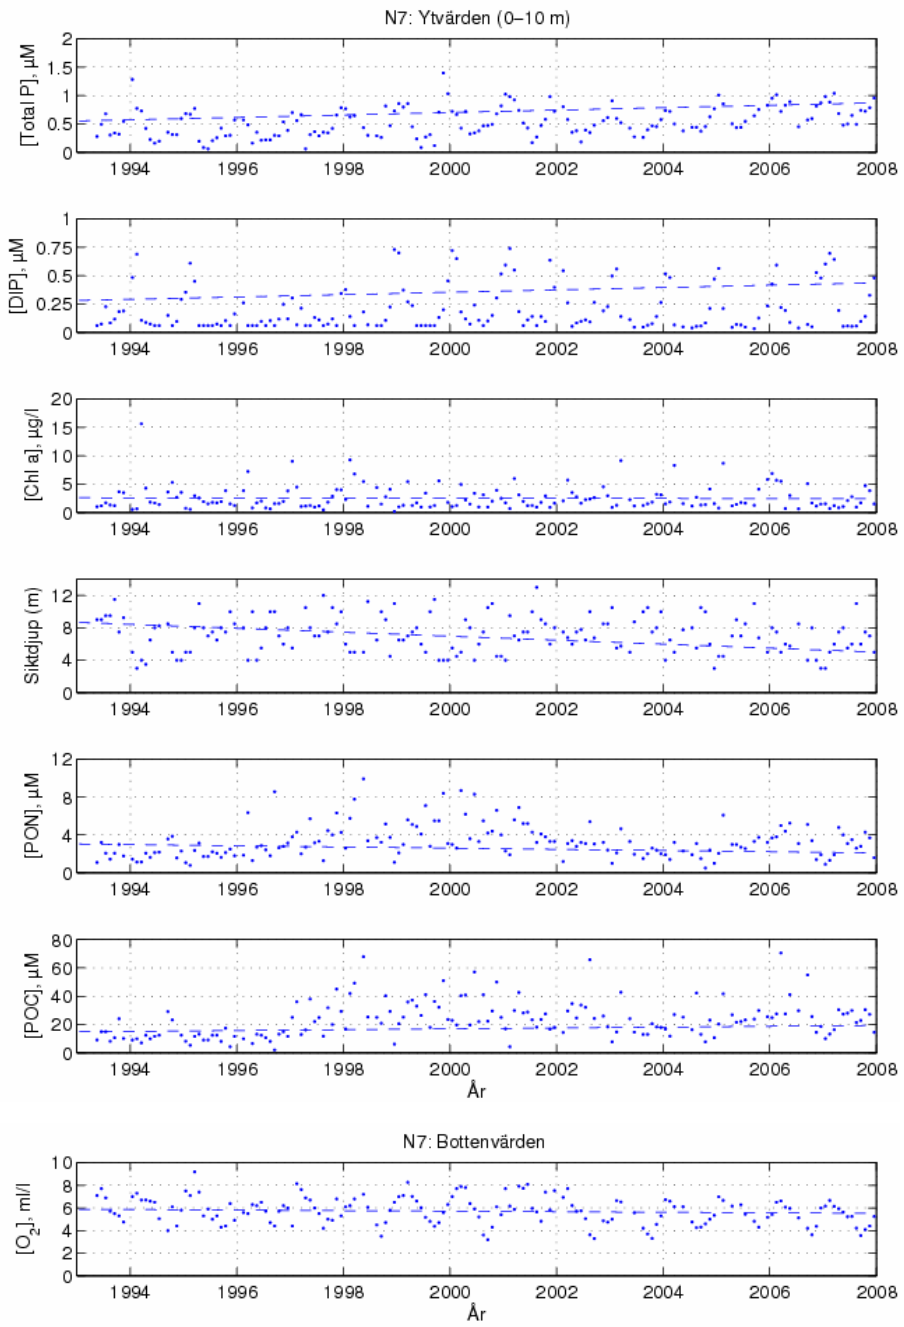 N7: Ytvärden (0–10 m)
[Total P], µM
2
1.5
1
0.5
0
1994 1996 1998 2000 2002 2004 2006 2008
[DIP], µM
1
0.75
0.5
0.25
0
1994 1996 1998 2000 2002 2004 2006 2008
[Chl a], µg/l
20
15
10
5
0
1994 1996 1998 2000 2002 2004 2006 2008
Siktdjup (m)
12
8
4
0
1994 1996 1998 2000 2002 2004 2006 2008
[PON], µM
12
8
4
0
1994 1996 1998 2000 2002 2004 2006 2008
[POC], µM
80
60
40
20
0
1994 1996 1998 2000 2002 2004 2006 2008
År
N7: Bottenvärden
[O2], ml/l
10
8
6
4
2
0
1994 1996 1998 2000 2002 2004 2006 2008
År